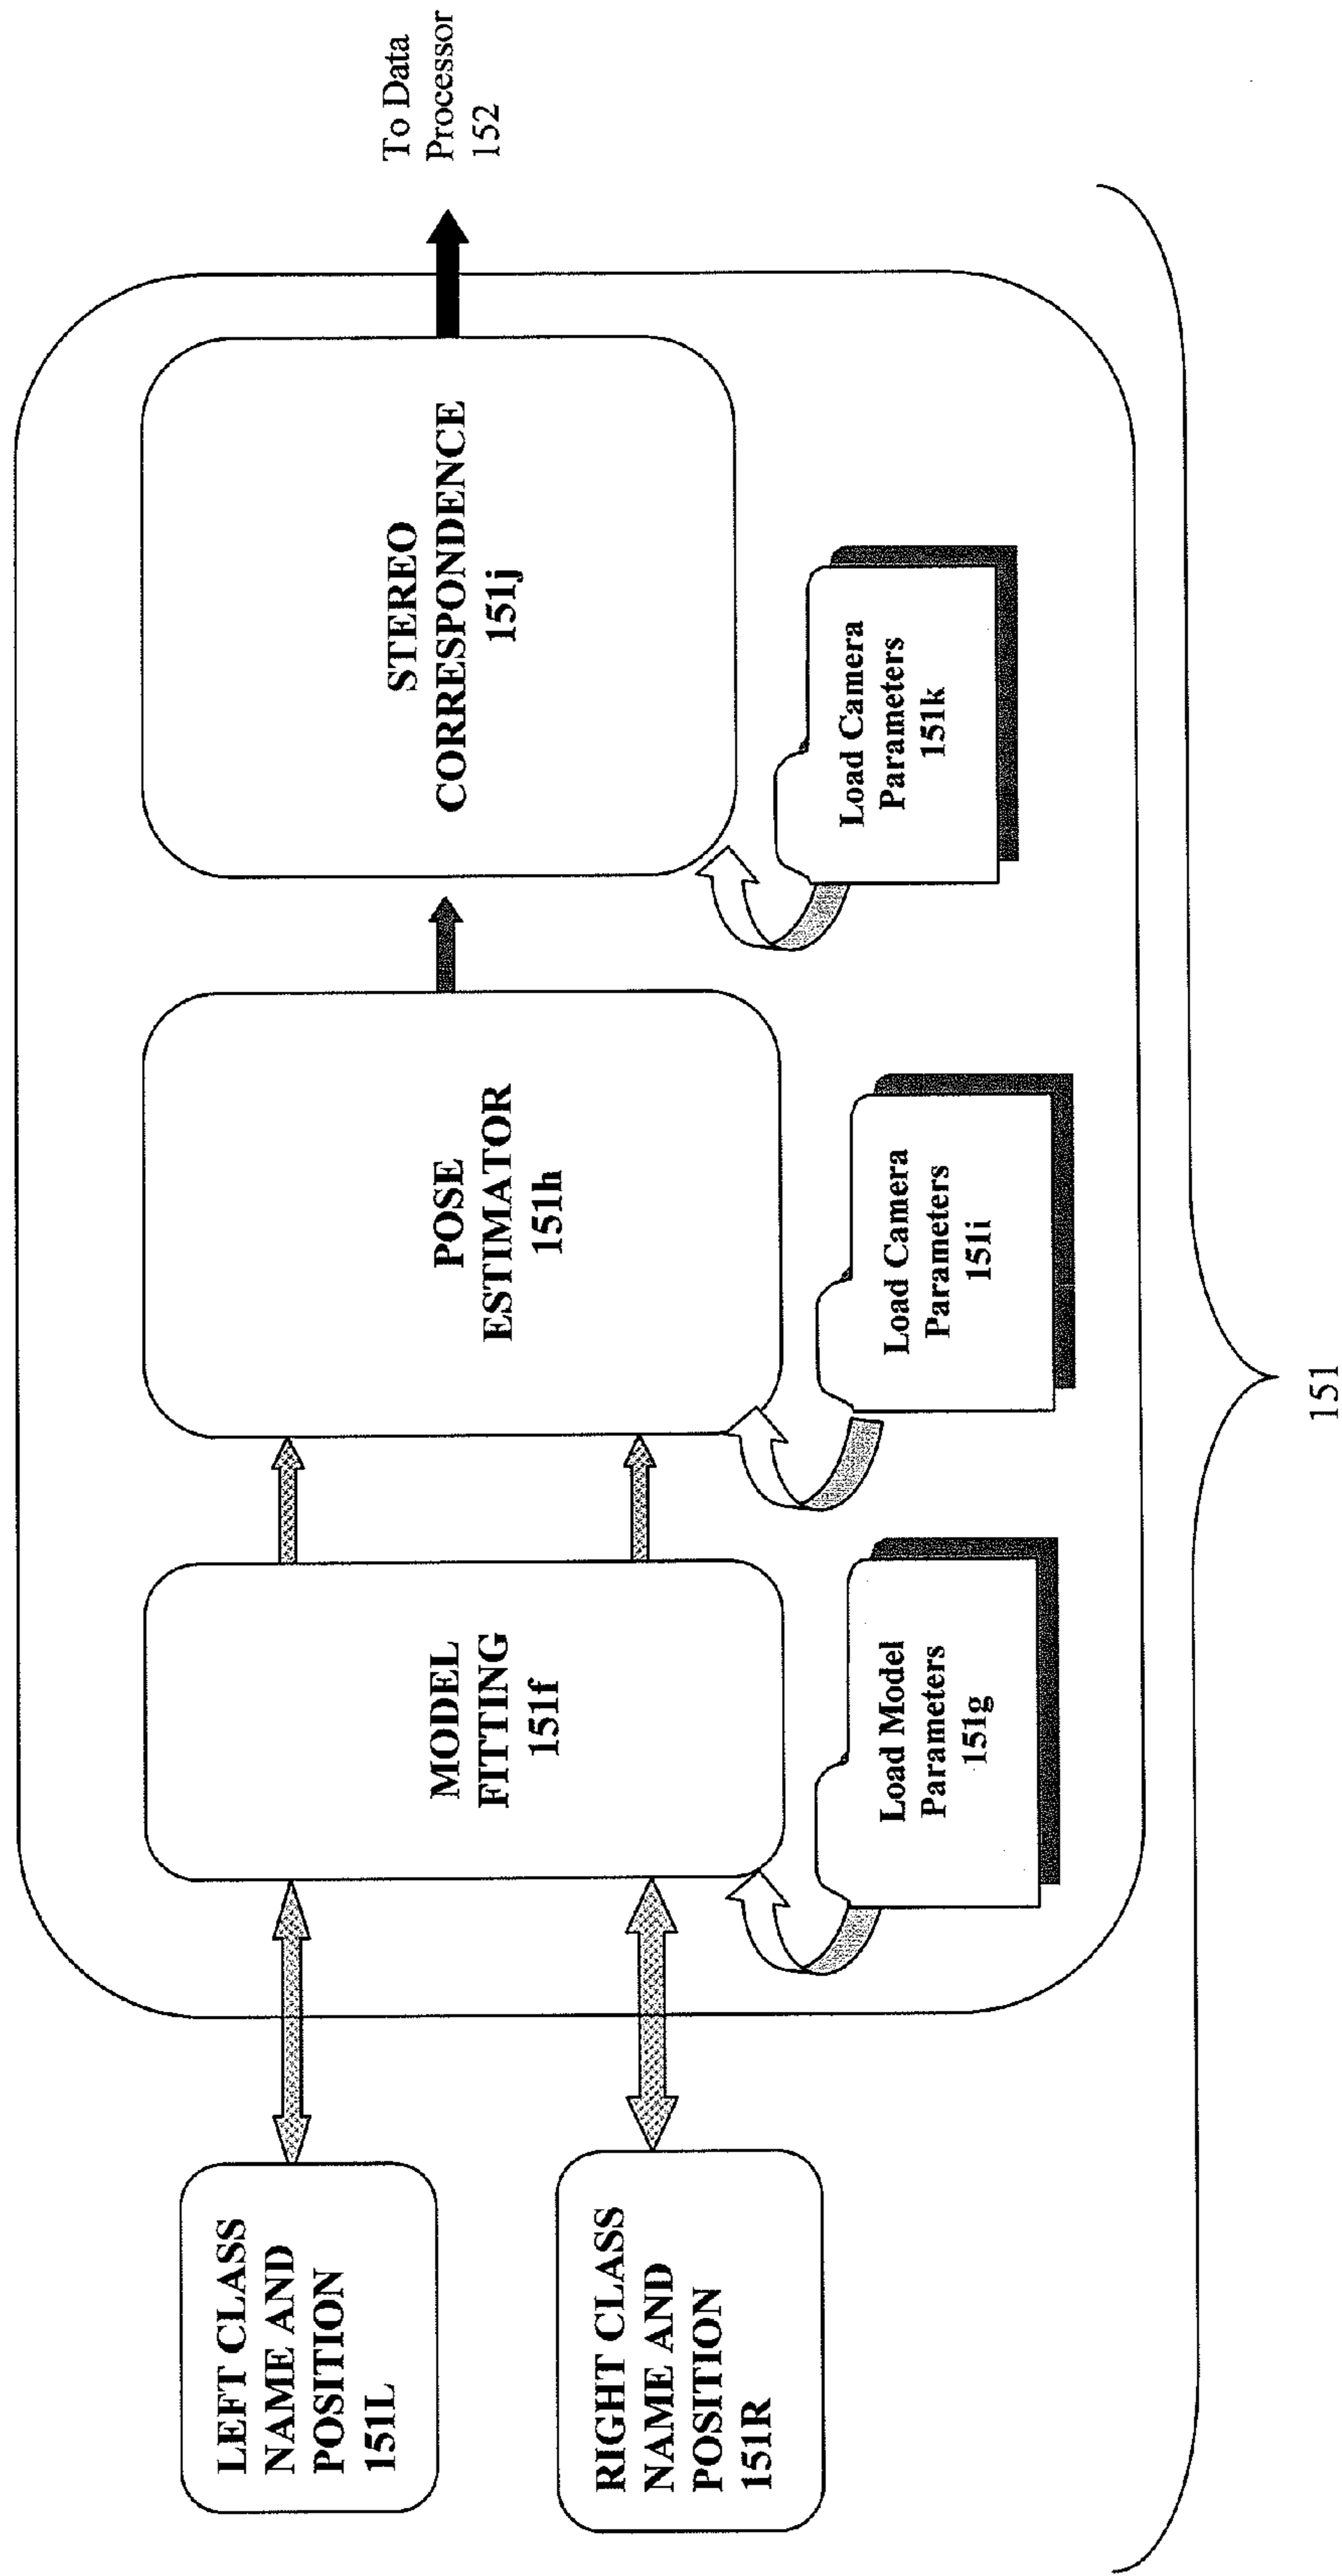 LEFT CLASS
NAME AND
POSITION
151L
RIGHT CLASS
NAME AND
POSITION
151R
MODEL
FITTING
151f
Load Model
Parameters
151g
POSE
ESTIMATOR
151h
Load Camera
Parameters
151i
STEREO
CORRESPONDENCE
151j
Load Camera
Parameters
151k
To Data
Processor
152
151